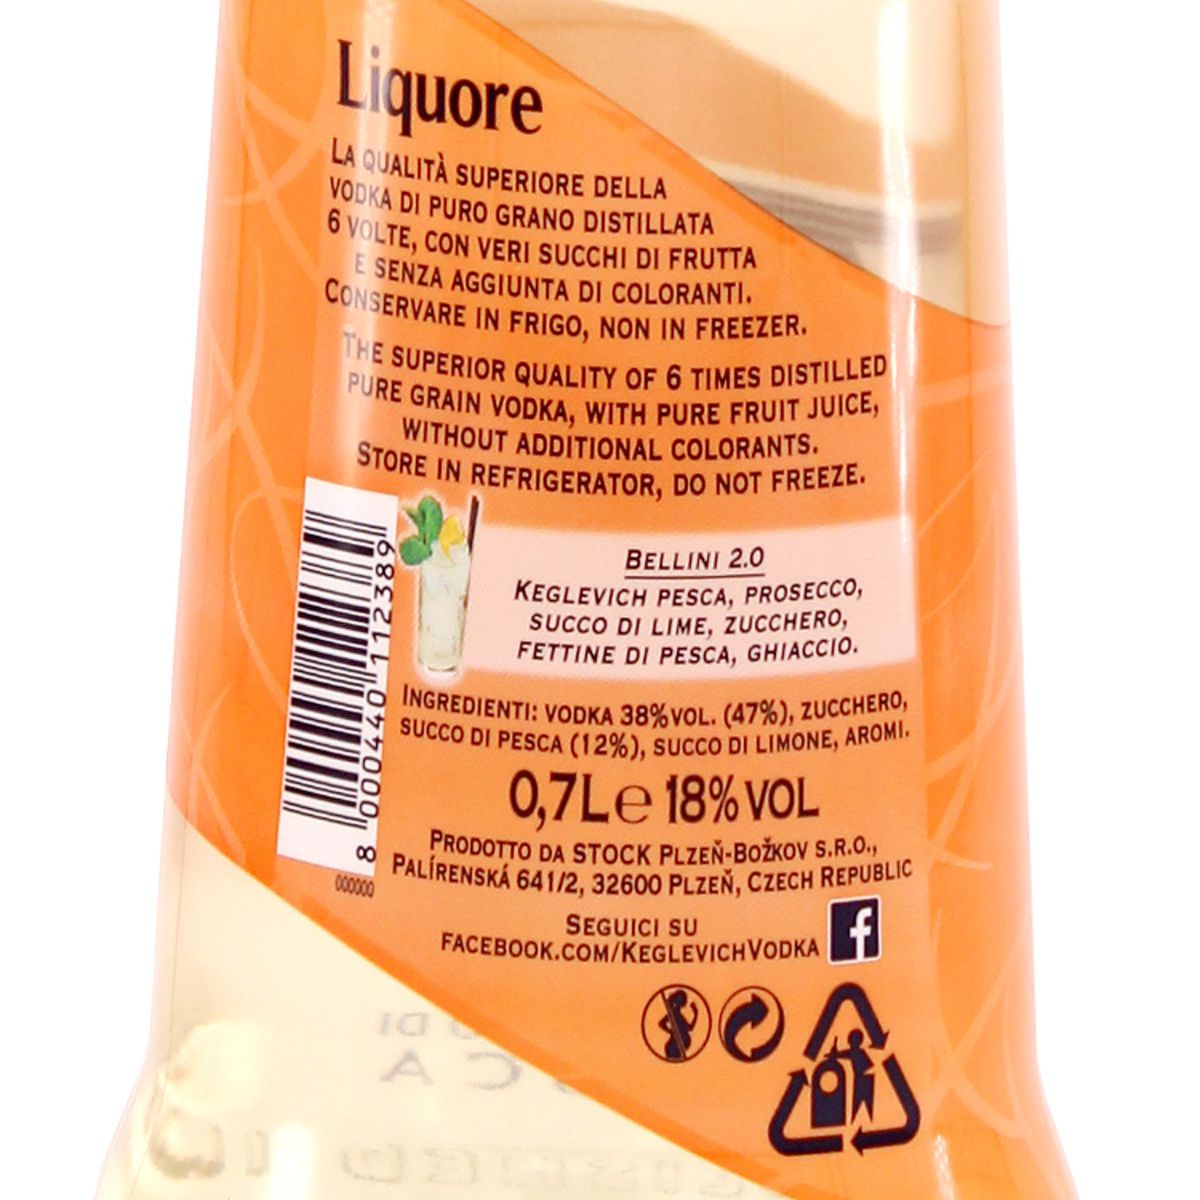 Liquore
La qualità superiore della
vodka di puro grano distillata
6 volte, con veri succhi di frutta
e senza aggiunta di coloranti.
Conservare in frigo, non in freezer.
The superior quality of 6 times distilled
pure grain vodka, with pure fruit juice,
without additional colorants.
Store in refrigerator, do not freeze.
Bellini 2.0
Keglevich pesca, prosecco,
succo di lime, zucchero,
fettine di pesca, ghiaccio.
8 000440 112389
000000
Ingredienti: vodka 38%vol. (47%), zucchero,
succo di pesca (12%), succo di limone, aromi.
0,7L℮ 18% VOL
Prodotto da STOCK Plzeň-Božkov s.r.o.,
Palírenská 641/2, 32600 Plzeň, Czech Republic
Seguici su
facebook.com/KeglevichVodka
f